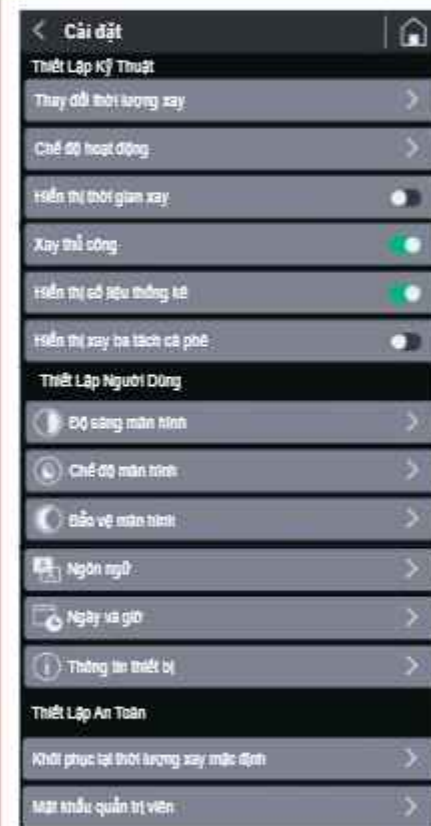 Cài đặt
Thiết Lập Kỹ Thuật
Thay đổi thời lượng xay
Chế độ hoạt động
Hiển thị thời gian xay
Xay thủ công
Hiển thị số liệu thống kê
Hiển thị xay ba tách cà phê
Thiết Lập Người Dùng
Độ sáng màn hình
Chế độ màn hình
Bảo vệ màn hình
Ngôn ngữ
Ngày và giờ
Thông tin thiết bị
Thiết Lập An Toàn
Khôi phục lại thời lượng xay mặc định
Mật khẩu quản trị viên